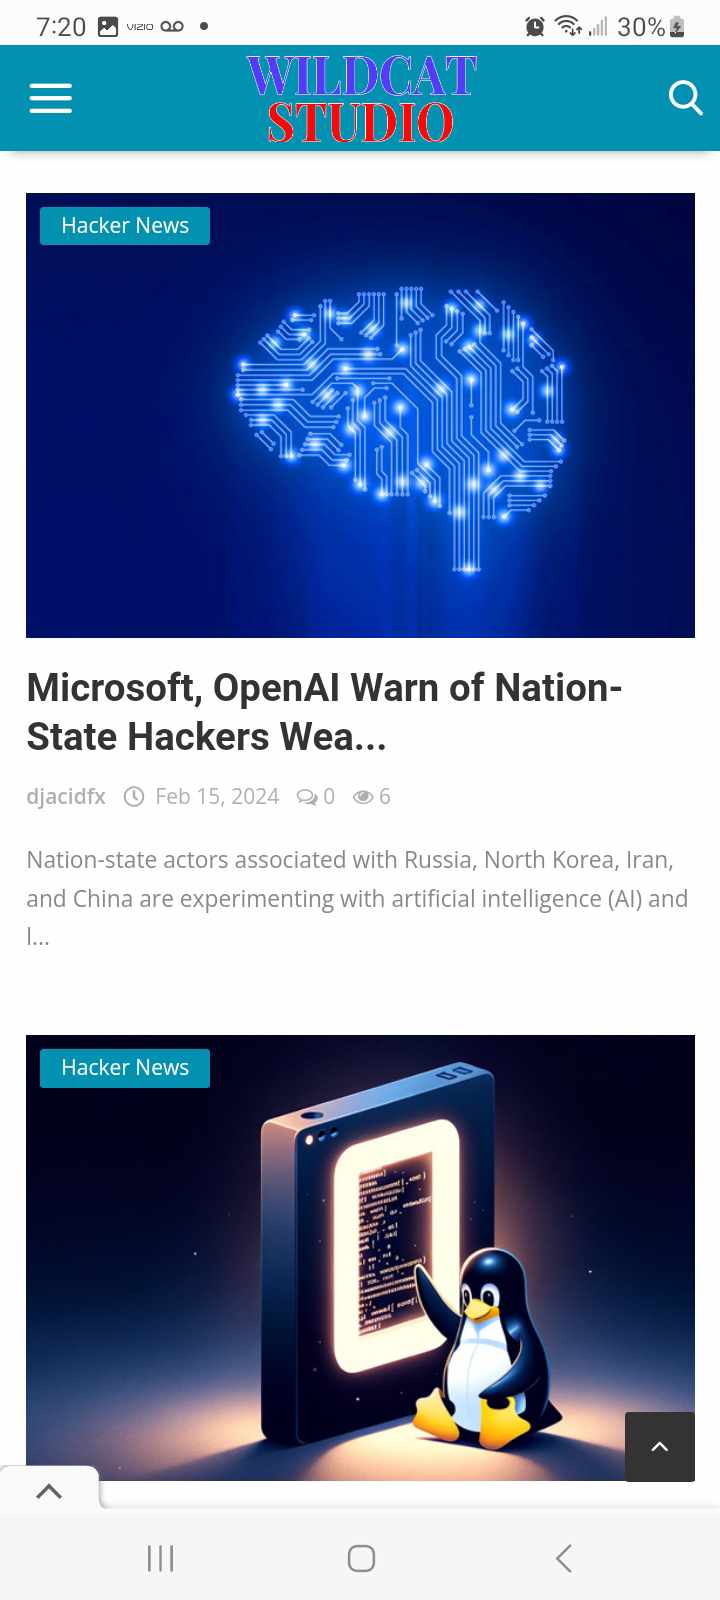 7:20 VIZIO 30%
WILDCAT
STUDIO
Hacker News
Microsoft, OpenAI Warn of Nation-
State Hackers Wea...
djacidfx Feb 15, 2024 0 6
Nation-state actors associated with Russia, North Korea, Iran,
and China are experimenting with artificial intelligence (AI) and
l...
Hacker News